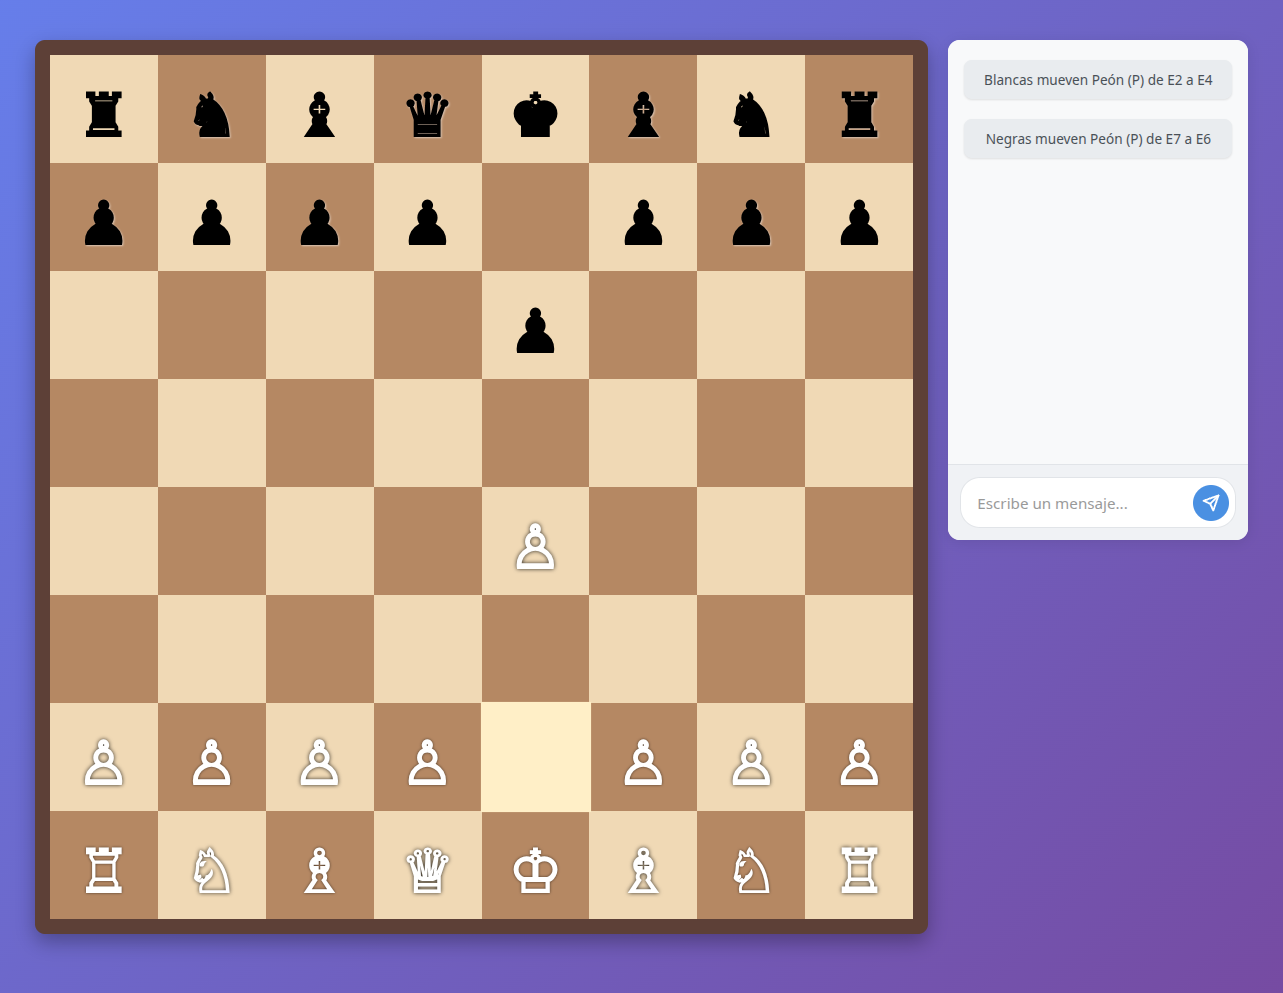 Blancas mueven Peón (P) de E2 a E4
Negras mueven Peón (P) de E7 a E6
Escribe un mensaje...